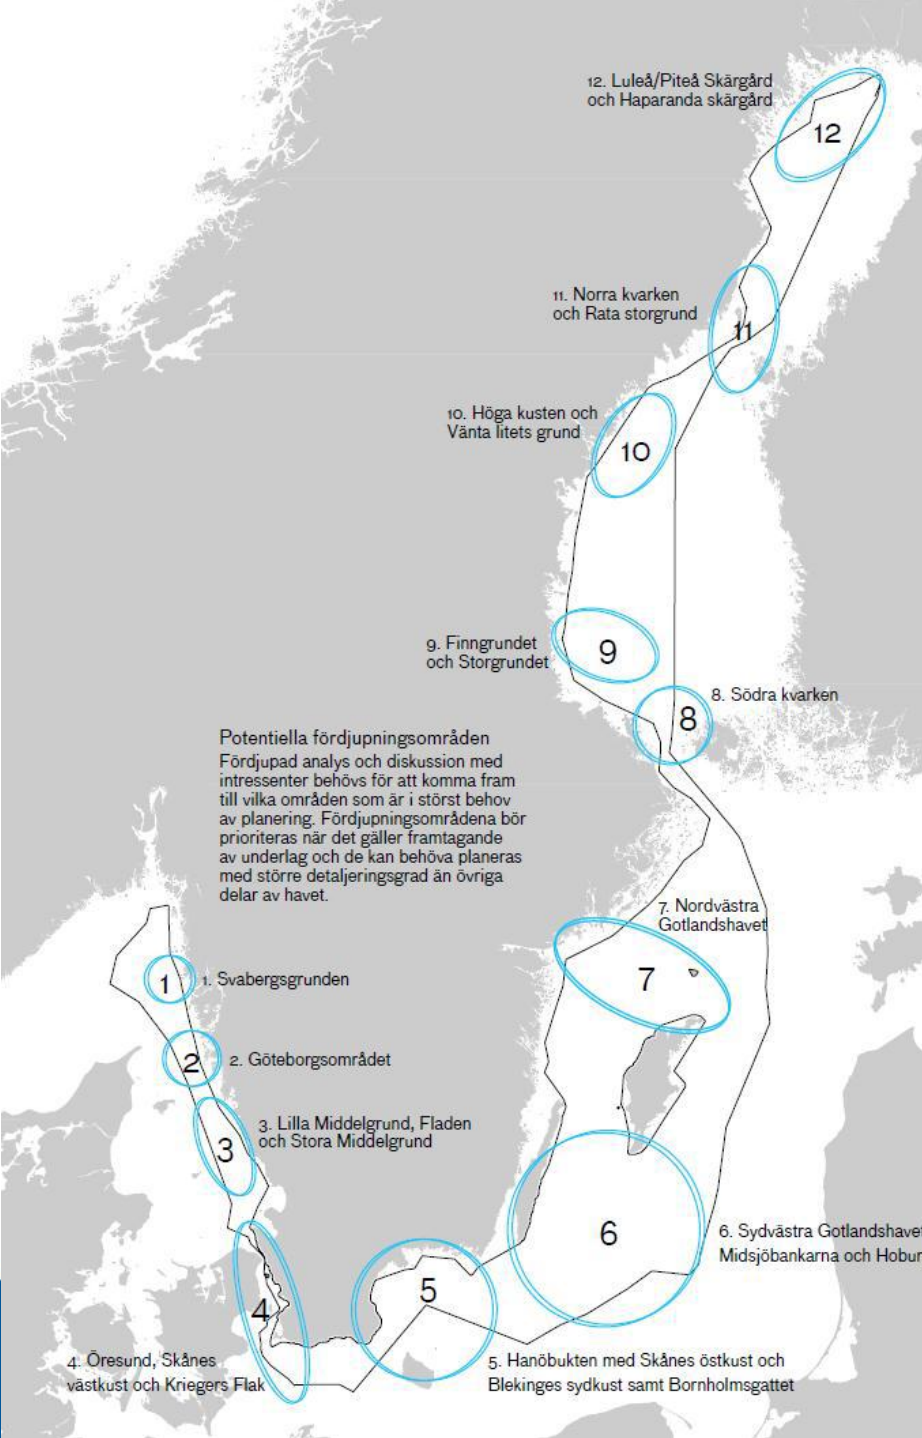 12. Luleå/Piteå Skärgård
och Haparanda skärgård
12
11. Norra kvarken
och Rata storgrund
11
10. Höga kusten och
Vänta litets grund
10
9. Finngrundet
och Storgrundet
9
8. Södra kvarken
8
Potentiella fördjupningsområden
Fördjupad analys och diskussion med
intressenter behövs för att komma fram
till vilka områden som är i störst behov
av planering. Fördjupningsområdena bör
prioriteras när det gäller framtagande
av underlag och de kan behöva planeras
med större detaljeringsgrad än övriga
delar av havet.
7. Nordvästra
Gotlandshavet
7
1
1. Svabergsgrunden
2
2. Göteborgsområdet
3
3. Lilla Middelgrund, Fladen
och Stora Middelgrund
6
6. Sydvästra Gotlandshavet
Midsjöbankarna och
5
4
4. Öresund, Skånes
västkust och Kriegers Flak
5. Hanöbukten med Skånes östkust och
Blekinges sydkust samt Bornholmsgattet